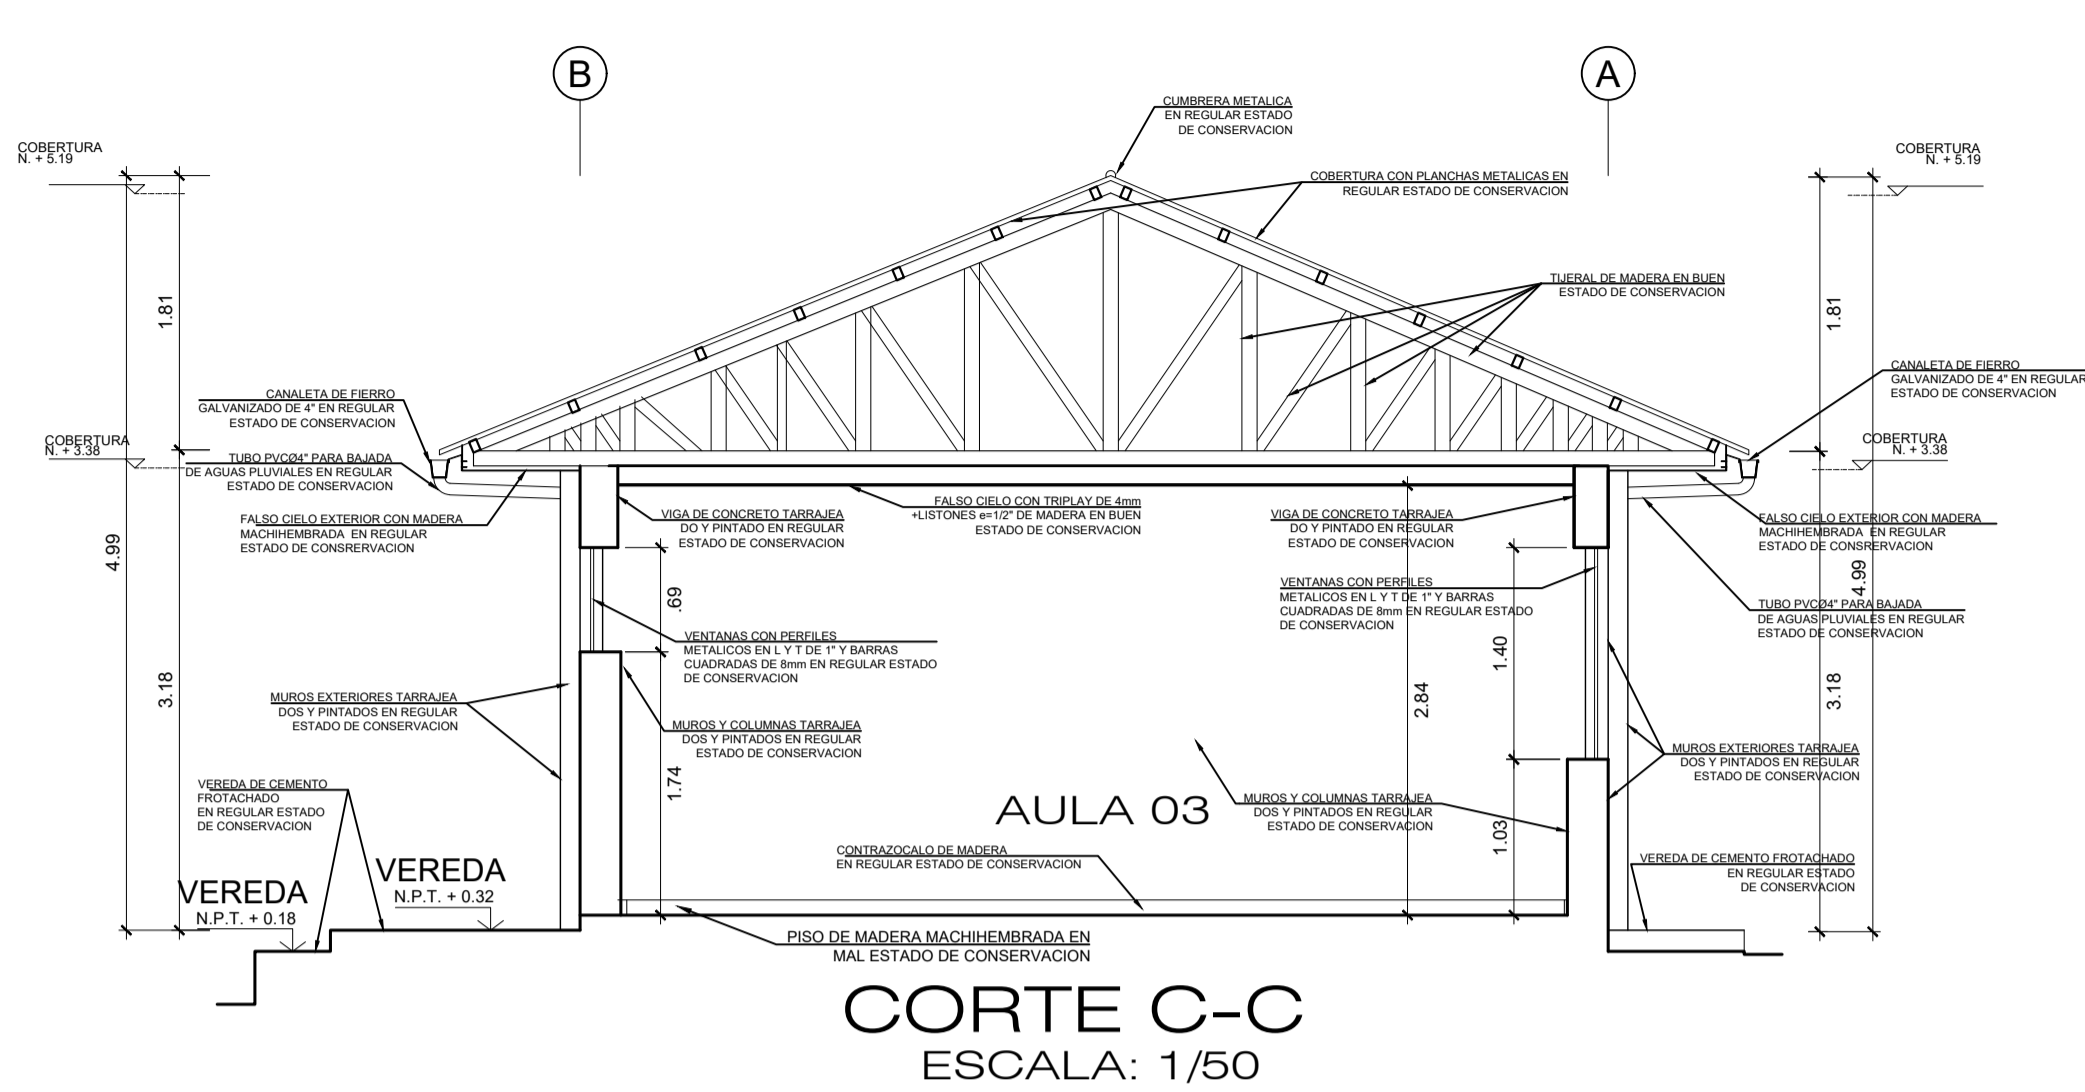 B
A
CUMBRERA METALICA
EN REGULAR ESTADO
DE CONSERVACION
COBERTURA
N. + 5.19
COBERTURA
N. + 5.19
COBERTURA CON PLANCHAS METALICAS EN
REGULAR ESTADO DE CONSERVACION
TIJERAL DE MADERA EN BUEN
ESTADO DE CONSERVACION
1.81
1.81
CANALETA DE FIERRO
GALVANIZADO DE 4" EN REGULAR
ESTADO DE CONSERVACION
CANALETA DE FIERRO
GALVANIZADO DE 4" EN REGULAR
ESTADO DE CONSERVACION
COBERTURA
N. + 3.38
COBERTURA
N. + 3.38
TUBO PVCØ4" PARA BAJADA
DE AGUAS PLUVIALES EN REGULAR
ESTADO DE CONSERVACION
FALSO CIELO EXTERIOR CON MADERA
MACHIHEMBRADA EN REGULAR
ESTADO DE CONSRERVACION
VIGA DE CONCRETO TARRAJEA
DO Y PINTADO EN REGULAR
ESTADO DE CONSERVACION
FALSO CIELO CON TRIPLAY DE 4mm
+LISTONES e=1/2" DE MADERA EN BUEN
ESTADO DE CONSERVACION
VIGA DE CONCRETO TARRAJEA
DO Y PINTADO EN REGULAR
ESTADO DE CONSERVACION
FALSO CIELO EXTERIOR CON MADERA
MACHIHEMBRADA EN REGULAR
ESTADO DE CONSRERVACION
4.99
4.99
.69
VENTANAS CON PERFILES
METALICOS EN L Y T DE 1" Y BARRAS
CUADRADAS DE 8mm EN REGULAR ESTADO
DE CONSERVACION
VENTANAS CON PERFILES
METALICOS EN L Y T DE 1" Y BARRAS
CUADRADAS DE 8mm EN REGULAR ESTADO
DE CONSERVACION
TUBO PVCØ4" PARA BAJADA
DE AGUAS PLUVIALES EN REGULAR
ESTADO DE CONSERVACION
1.40
2.84
3.18
3.18
MUROS EXTERIORES TARRAJEA
DOS Y PINTADOS EN REGULAR
ESTADO DE CONSERVACION
MUROS Y COLUMNAS TARRAJEA
DOS Y PINTADOS EN REGULAR
ESTADO DE CONSERVACION
MUROS EXTERIORES TARRAJEA
DOS Y PINTADOS EN REGULAR
ESTADO DE CONSERVACION
1.74
VEREDA DE CEMENTO
FROTACHADO
EN REGULAR ESTADO
DE CONSERVACION
AULA 03
MUROS Y COLUMNAS TARRAJEA
DOS Y PINTADOS EN REGULAR
ESTADO DE CONSERVACION
1.03
CONTRAZOCALO DE MADERA
EN REGULAR ESTADO DE CONSERVACION
VEREDA DE CEMENTO FROTACHADO
EN REGULAR ESTADO
DE CONSERVACION
VEREDA
N.P.T. + 0.32
VEREDA
N.P.T. + 0.18
PISO DE MADERA MACHIHEMBRADA EN
MAL ESTADO DE CONSERVACION
CORTE C-C
ESCALA: 1/50